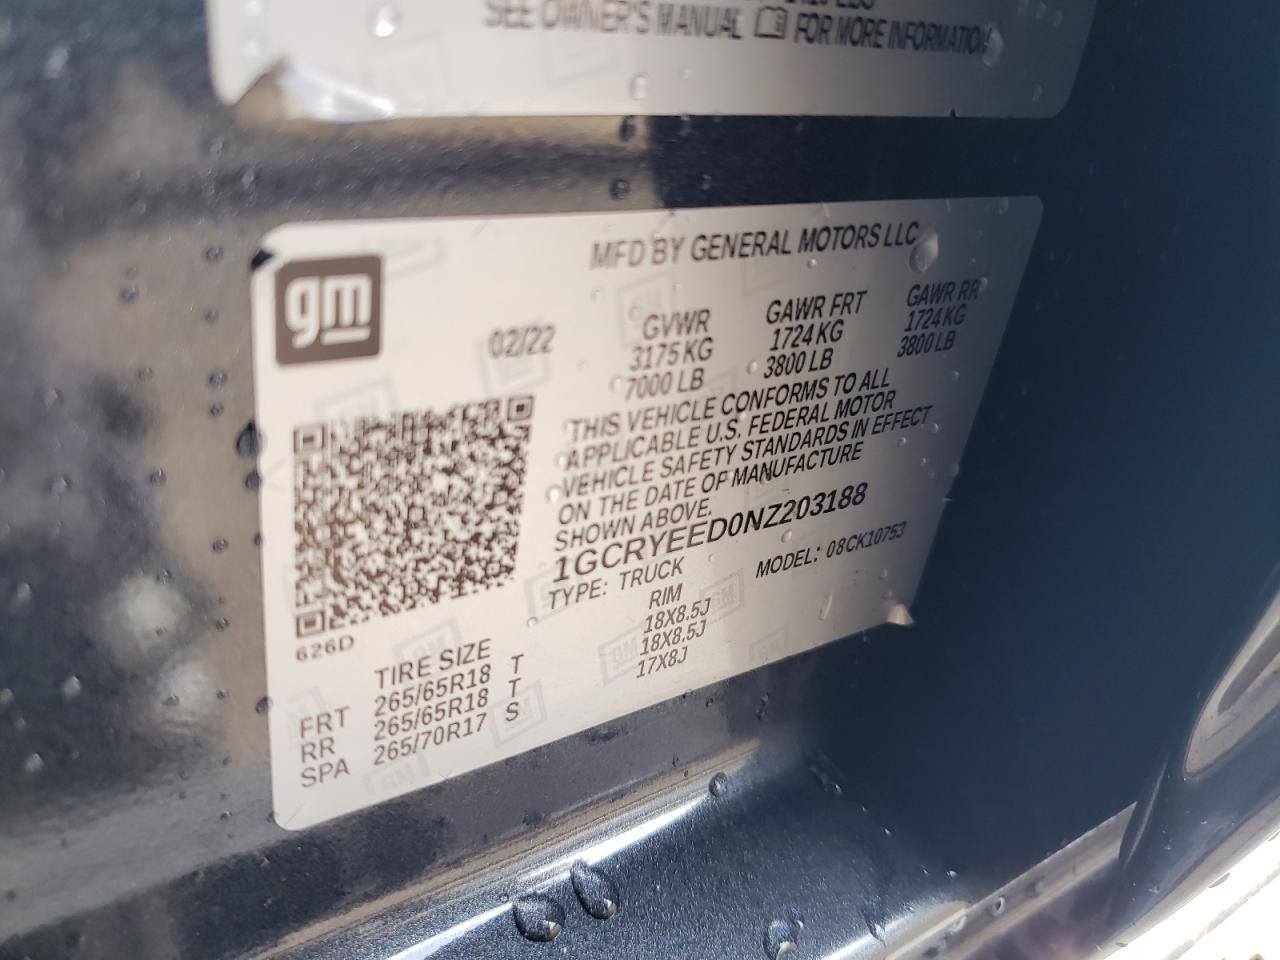 SEE OWNER'S MANUAL FOR MORE INFORMATION
gm
MFD BY GENERAL MOTORS LLC
02/22
GVWR GAWR FRT GAWR RR
3175 KG 1724 KG 1724 KG
7000 LB 3800 LB 3800 LB
THIS VEHICLE CONFORMS TO ALL
APPLICABLE U.S. FEDERAL MOTOR
VEHICLE SAFETY STANDARDS IN EFFECT
ON THE DATE OF MANUFACTURE
SHOWN ABOVE.
1GCRYEED0NZ203188
TYPE: TRUCK MODEL: 08CK10753
626D
TIRE SIZE RIM
FRT 265/65R18 T 18X8.5J
RR 265/65R18 T 18X8.5J
SPA 265/70R17 S 17X8J